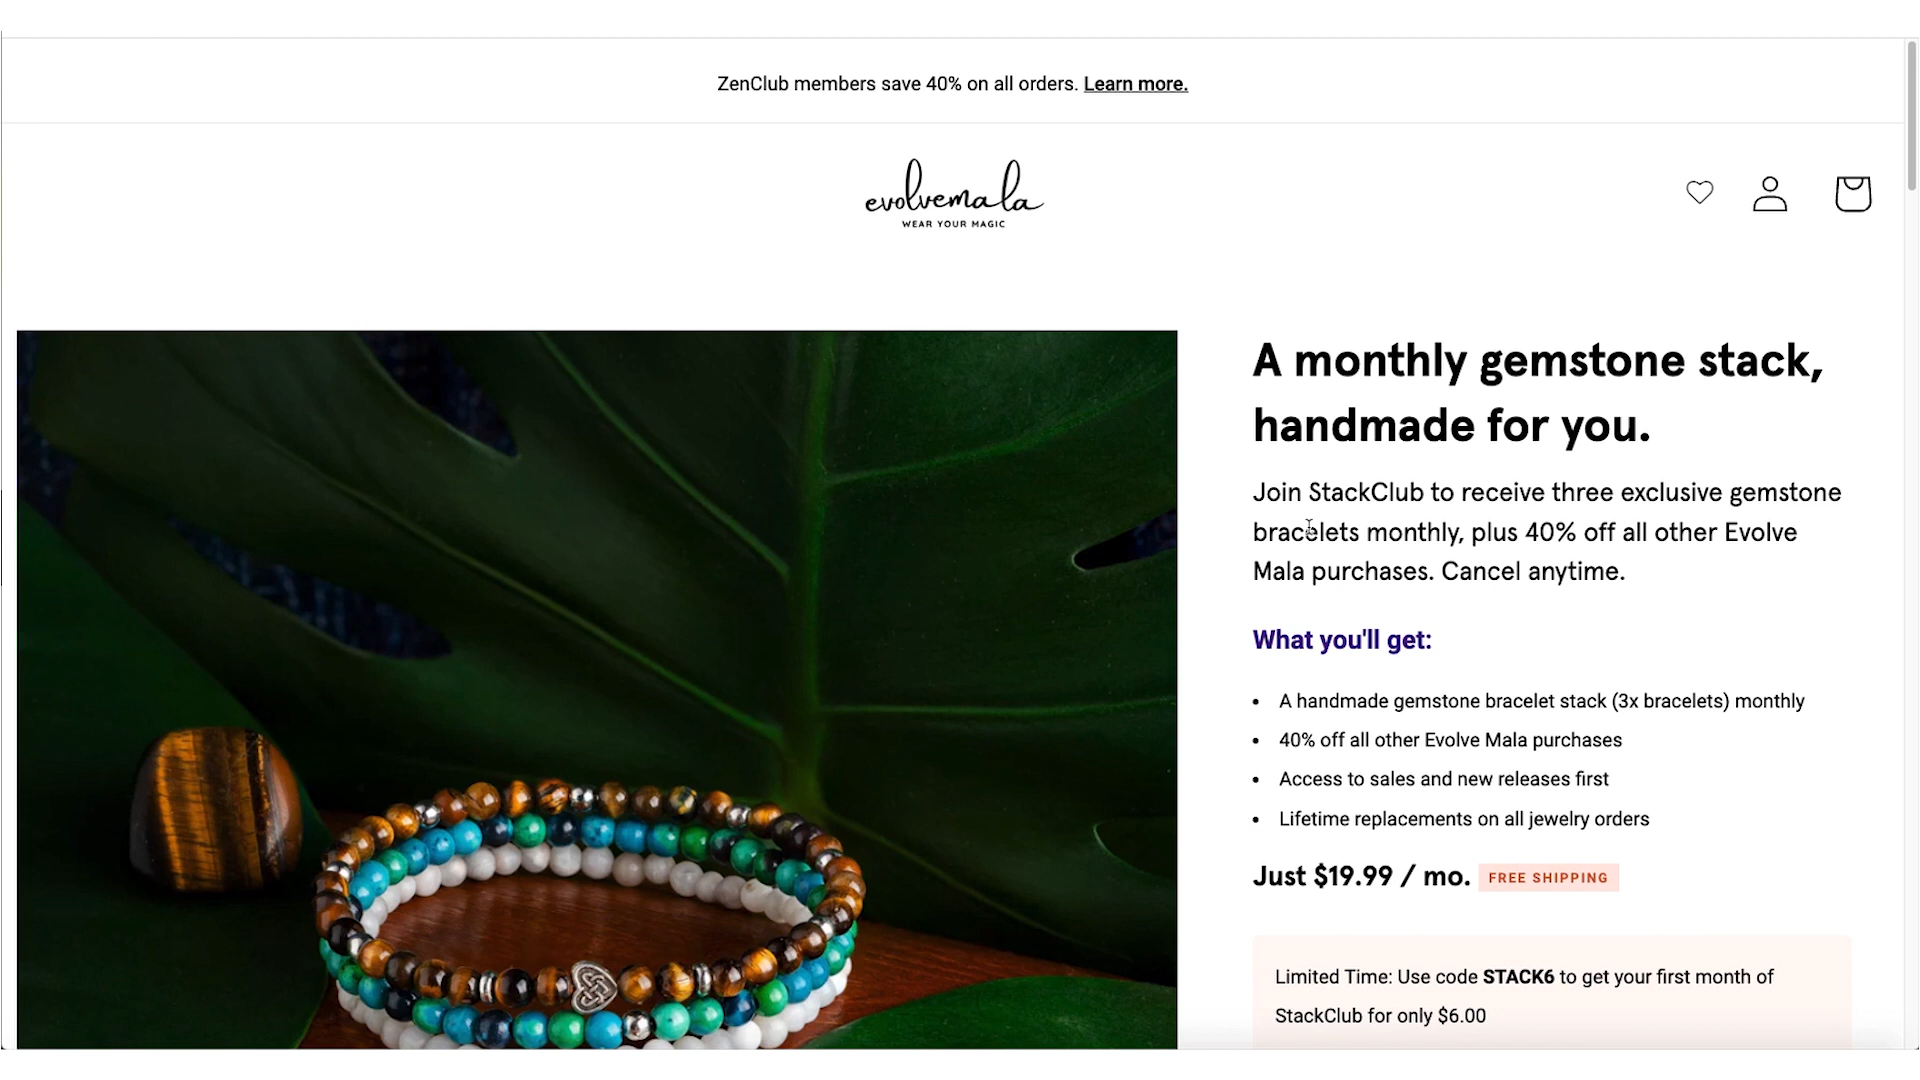 ZenClub members save 40% on all orders. Learn more.
evolvemala
WEAR YOUR MAGIC
A monthly gemstone stack,
handmade for you.
Join StackClub to receive three exclusive gemstone
bracelets monthly, plus 40% off all other Evolve
Mala purchases. Cancel anytime.
What you'll get:
• A handmade gemstone bracelet stack (3x bracelets) monthly
• 40% off all other Evolve Mala purchases
• Access to sales and new releases first
• Lifetime replacements on all jewelry orders
Just $19.99 / mo. FREE SHIPPING
Limited Time: Use code STACK6 to get your first month of
StackClub for only $6.00